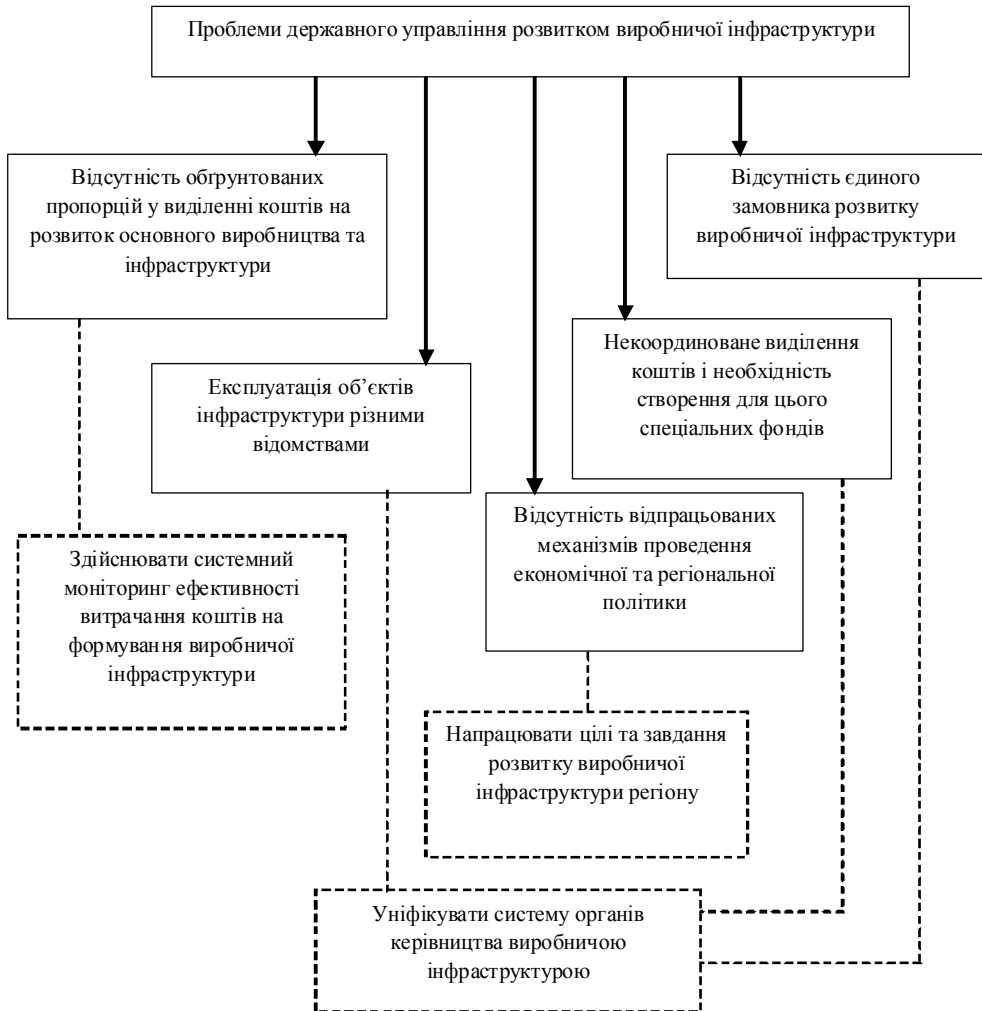 Проблеми державного управління розвитком виробничої інфраструктури
Відсутність обґрунтованих
пропорцій у виділенні коштів на
розвиток основного виробництва та
інфраструктури
Відсутність єдиного
замовника розвитку
виробничої інфраструктури
Експлуатація об’єктів
інфраструктури різними
відомствами
Некоординоване виділення
коштів і необхідність
створення для цього
спеціальних фондів
Відсутність відпрацьованих
механізмів проведення
економічної та регіональної
політики
Здійснювати системний
моніторинг ефективності
витрачання коштів на
формування виробничої
інфраструктури
Напрацювати цілі та завдання
розвитку виробничої
інфраструктури регіону
Уніфікувати систему органів
керівництва виробничою
інфраструктурою